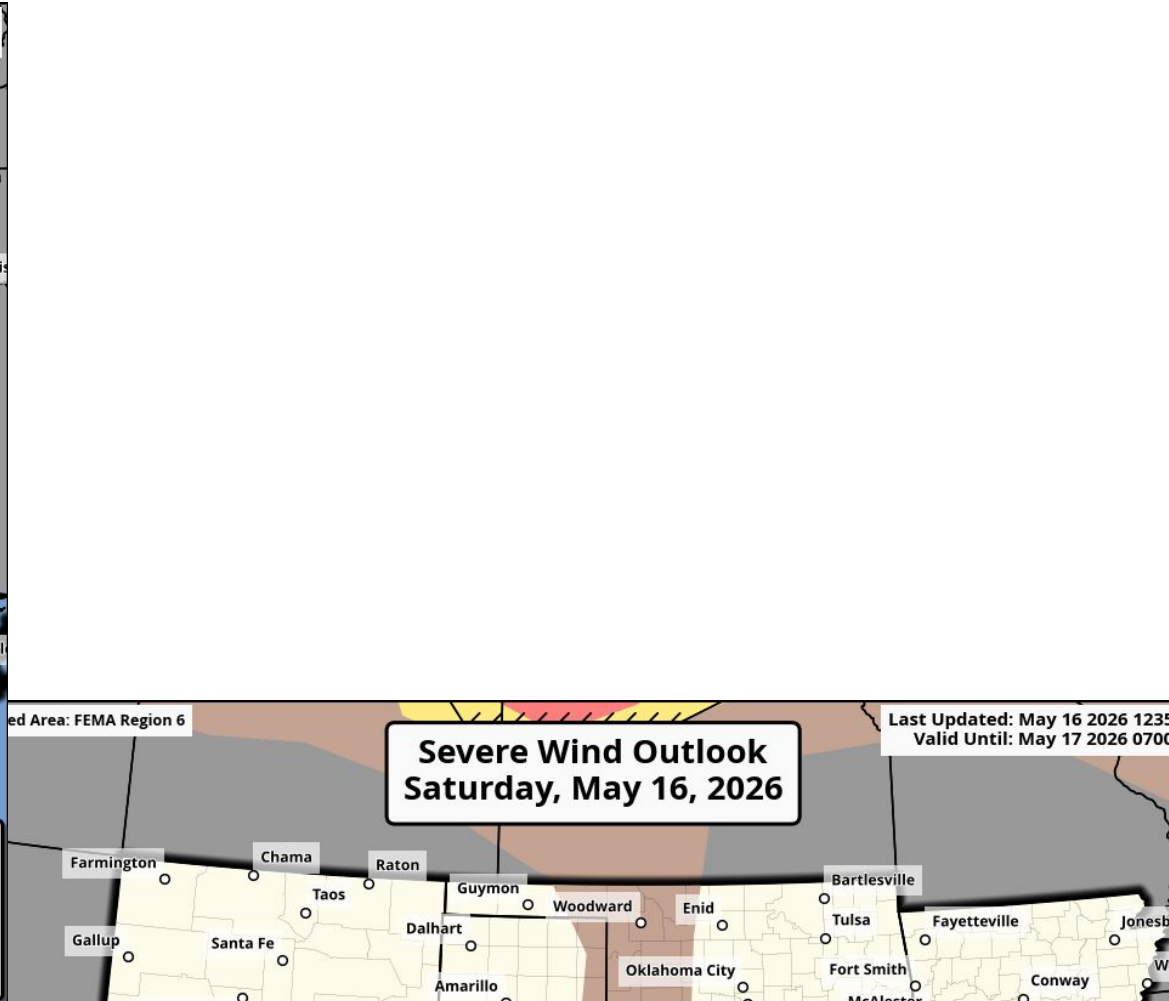 ed Area: FEMA Region 6
Last Updated: May 16 2026 1235
Valid Until: May 17 2026 0700
Severe Wind Outlook
Saturday, May 16, 2026
Farmington
Chama
Raton
Taos
Guymon
Woodward
Enid
Bartlesville
Gallup
Santa Fe
Dalhart
Tulsa
Fayetteville
Jonesb
Amarillo
Oklahoma City
Fort Smith
Conway
W
McAlester